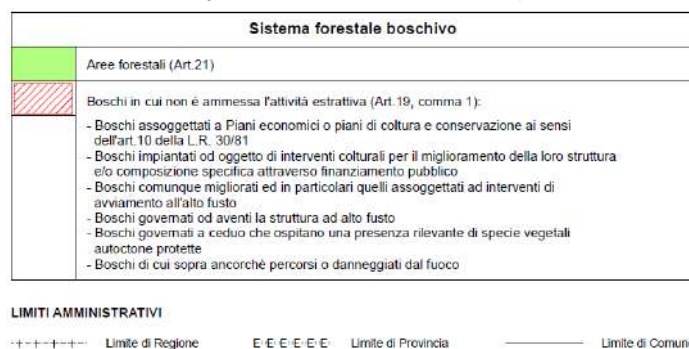 Sistema forestale boschivo
Aree forestali (Art.21)
Boschi in cui non è ammessa l'attività estrattiva (Art.19, comma 1):
- Boschi assoggettati a Piani economici o piani di coltura e conservazione ai sensi
dell'art.10 della L.R. 30/81
- Boschi impiantati od oggetto di interventi colturali per il miglioramento della loro struttura
e/o composizione specifica attraverso finanziamento pubblico
- Boschi comunque migliorati ed in particolari quelli assoggettati ad interventi di
avviamento all'alto fusto
- Boschi governati od aventi la struttura ad alto fusto
- Boschi governati a ceduo che ospitano una presenza rilevante di specie vegetali
autoctone protette
- Boschi di cui sopra ancorchè percorsi o danneggiati dal fuoco
LIMITI AMMINISTRATIVI
Limite di Regione E·E·E·E·E·E· Limite di Provincia Limite di Comune